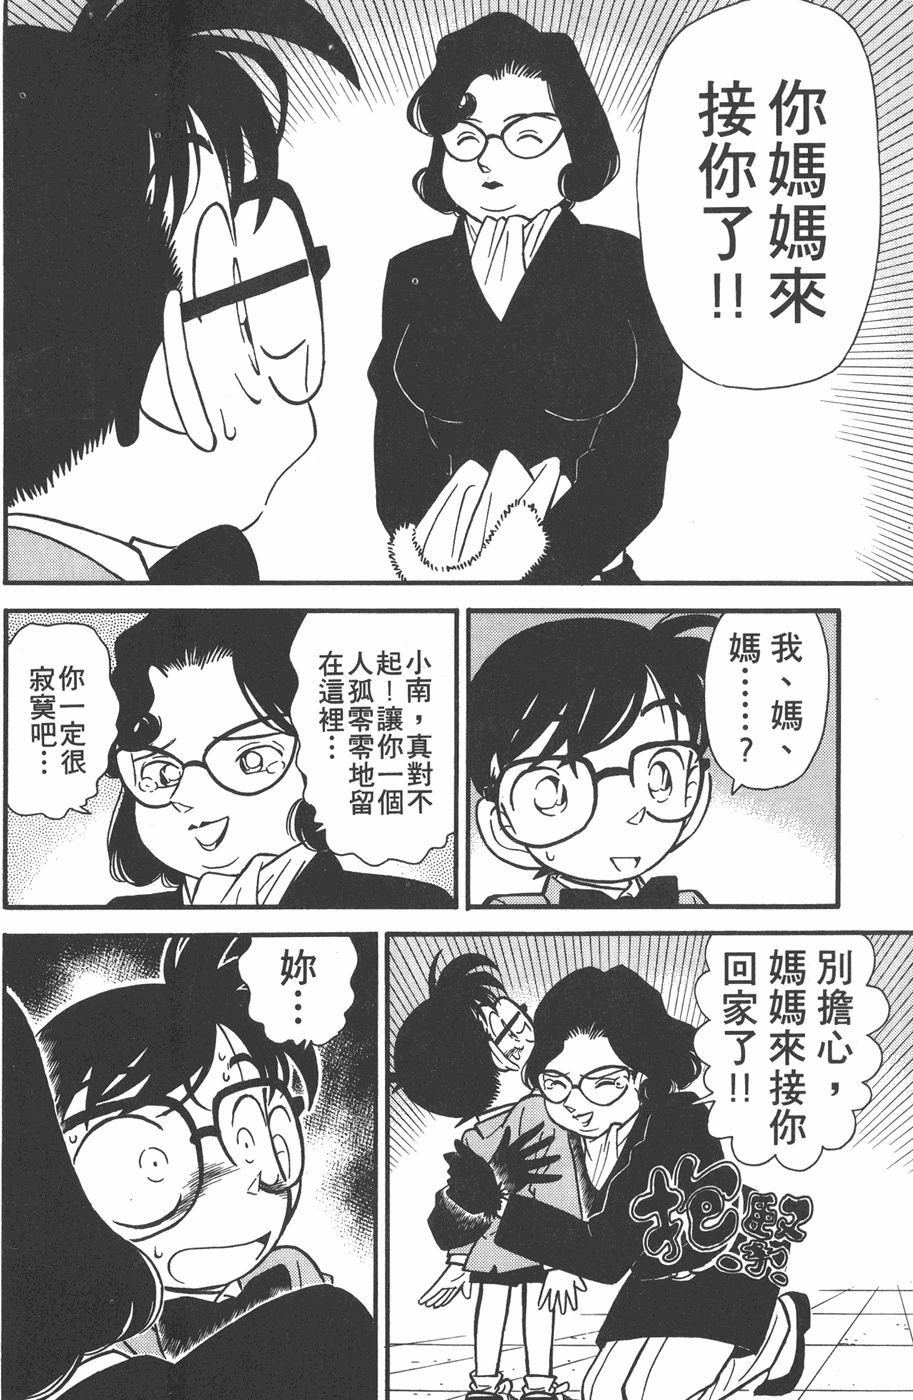 你媽媽來
接你了!!
我、媽、
媽……?
小南，真對不
起！讓你一個
人孤零零地留
在這裡…
你一定很
寂寞吧…
別擔心，
媽媽來接你
回家了!!
抱緊
妳…